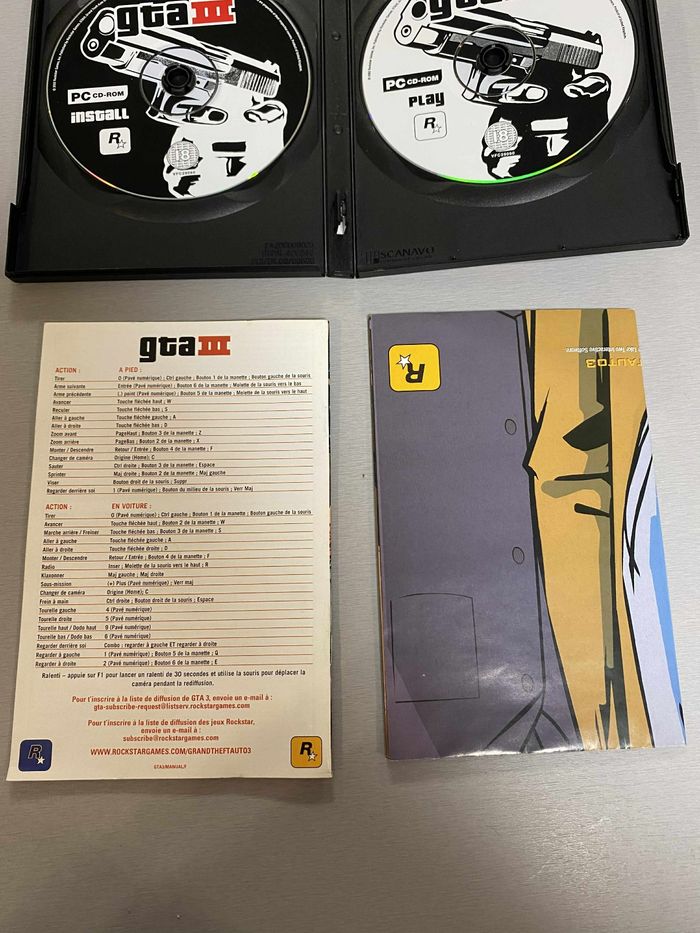 gta III
PC CD-ROM
install
R
18
VFC29090
gta
PC CD-ROM
PLAY
R
18
VFC29090
SCANAVO
gta III
ACTION : A PIED :
Tirer 0 (Pavé numérique) ; Ctrl gauche ; Bouton 1 de la manette ; Bouton gauche de la souris
Arme suivante Entrée (Pavé numérique) ; Bouton 6 de la manette ; Molette de la souris vers le bas
Arme précédente (.) point (Pavé numérique) ; Bouton 5 de la manette ; Molette de la souris vers le haut
Avancer Touche fléchée haut ; W
Reculer Touche fléchée bas ; S
Aller à gauche Touche fléchée gauche ; A
Aller à droite Touche fléchée bas ; D
Zoom avant PageHaut ; Bouton 3 de la manette ; Z
Zoom arrière PageBas ; Bouton 2 de la manette ; X
Monter / Descendre Retour / Entrée ; Bouton 4 de la manette ; F
Changer de caméra Origine (Home); C
Sauter Ctrl droite ; Bouton 3 de la manette ; Espace
Sprinter Maj droite ; Bouton 2 de la manette ; Maj gauche
Viser Bouton droit de la souris ; Suppr
Regarder derrière soi 1 (Pavé numérique) ; Bouton du milieu de la souris ; Verr Maj
ACTION : EN VOITURE :
Tirer 0 (Pavé numérique) ; Ctrl gauche ; Bouton 1 de la manette ; Bouton gauche de la souris
Avancer Touche fléchée haut ; Bouton 2 de la manette ; W
Marche arrière / Freiner Touche fléchée bas ; Bouton 3 de la manette ; S
Aller à gauche Touche fléchée gauche ; A
Aller à droite Touche fléchée droite ; D
Monter / Descendre Retour / Entrée ; Bouton 4 de la manette ; F
Radio Inser ; Molette de la souris vers le haut ; R
Klaxonner Maj gauche ; Maj droite
Sous-mission (+) Plus (Pavé numérique) ; Verr maj
Changer de caméra Origine (Home); C
Frein à main Ctrl droite ; Bouton droit de la souris ; Espace
Tourelle gauche 4 (Pavé numérique)
Tourelle droite 5 (Pavé numérique)
Tourelle haut / Dodo haut 9 (Pavé numérique)
Tourelle bas / Dodo bas 6 (Pavé numérique)
Regarder derrière soi Combo : regarder à gauche ET regarder à droite
Regarder à gauche 1 (Pavé numérique) ; Bouton 5 de la manette ; Q
Regarder à droite 2 (Pavé numérique) ; Bouton 6 de la manette ; E
Ralenti – appuie sur F1 pour lancer un ralenti de 30 secondes et utilise la souris pour déplacer la
caméra pendant la rediffusion.
Pour t'inscrire à la liste de diffusion de GTA 3, envoie un e-mail à :
gta-subscribe-request@listserv.rockstargames.com
Pour t'inscrire à la liste de diffusion des jeux Rockstar,
envoie un e-mail à :
subscribe@rockstargames.com
WWW.ROCKSTARGAMES.COM/GRANDTHEFTAUTO3
R
R
GTA3/MANUAL/F
R
TAUTO3
Take Two Interactive Software